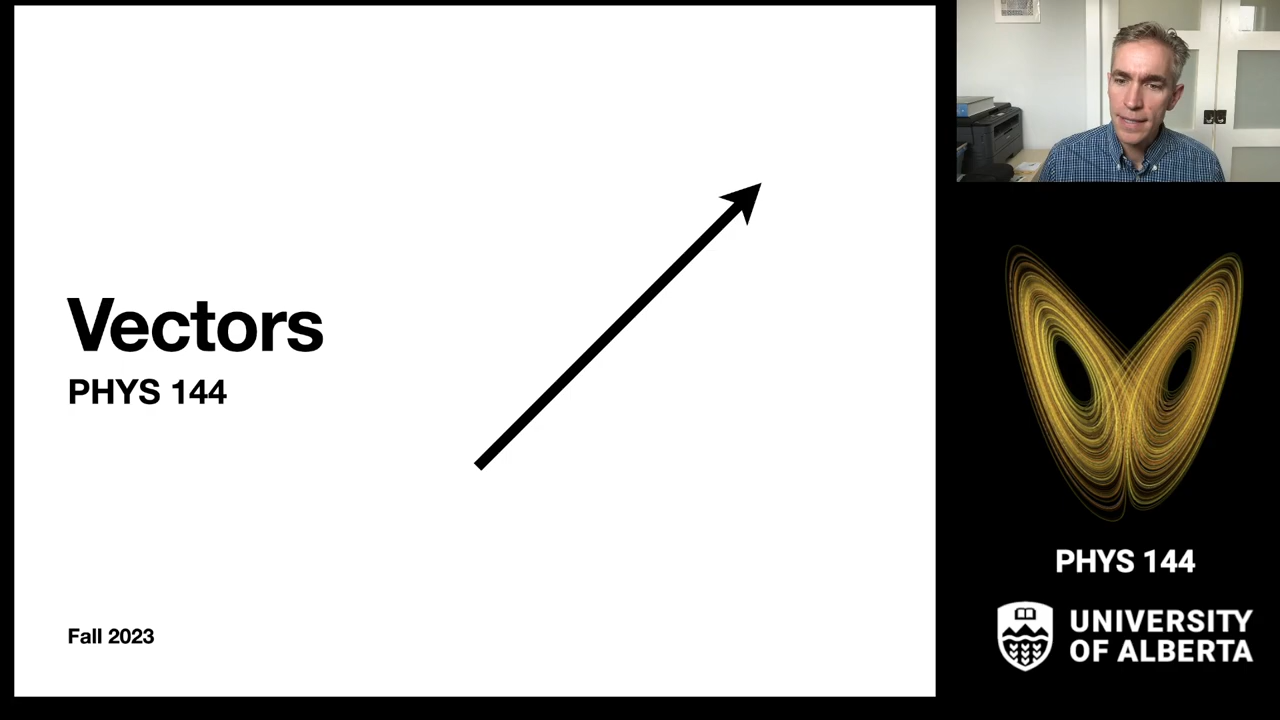 Vectors
PHYS 144
Fall 2023
PHYS 144
UNIVERSITY
OF ALBERTA